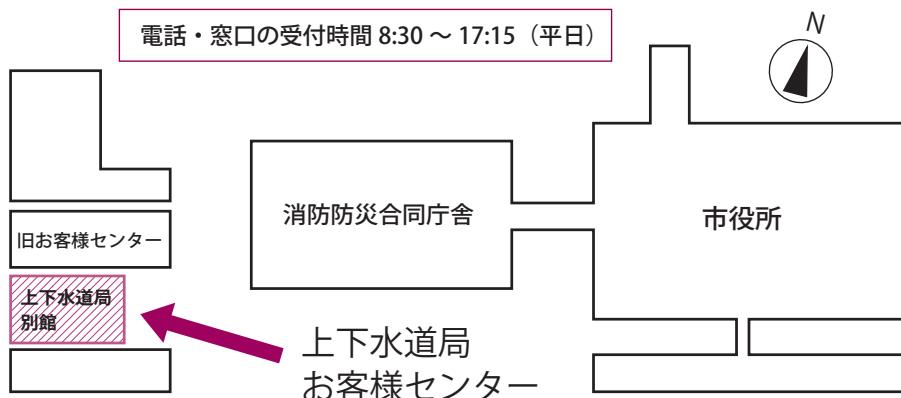 電話・窓口の受付時間 8:30 ～ 17:15（平日）
N
消防防災合同庁舎
市役所
旧お客様センター
上下水道局
別館
上下水道局
お客様センター